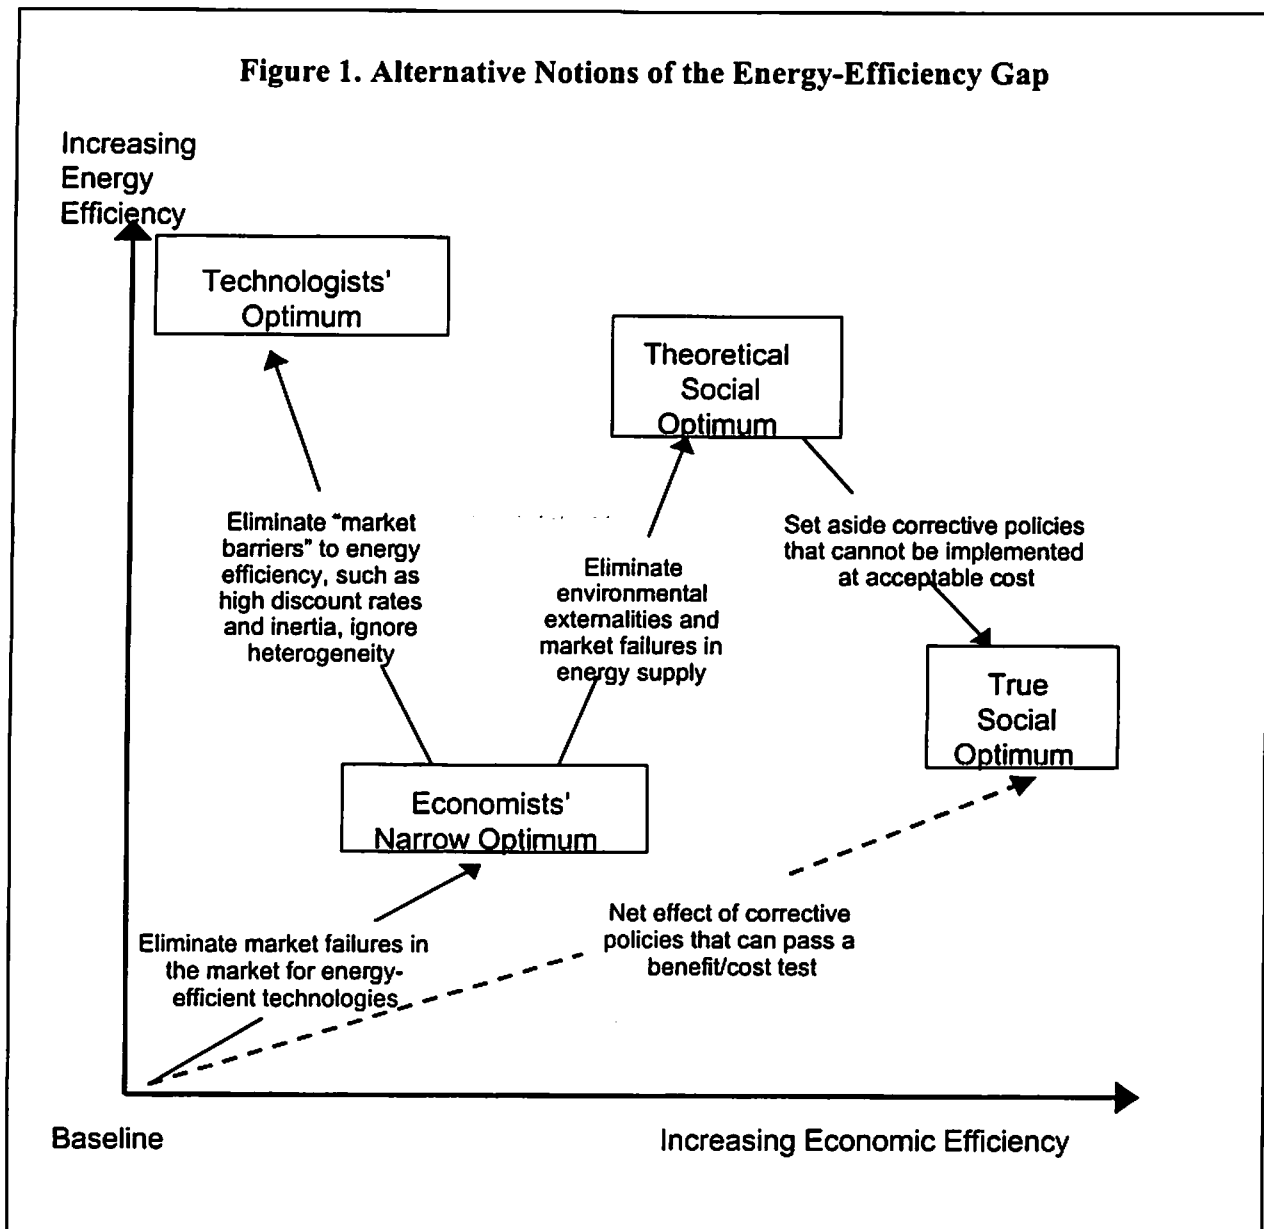 Figure 1. Alternative Notions of the Energy-Efficiency Gap
Increasing
Energy
Efficiency
Technologists'
Optimum
Theoretical
Social
Optimum
Eliminate "market
barriers" to energy
efficiency, such as
high discount rates
and inertia, ignore
heterogeneity
Eliminate
environmental
externalities and
market failures in
energy supply
Set aside corrective policies
that cannot be implemented
at acceptable cost
True
Social
Optimum
Economists'
Narrow Optimum
Eliminate market failures in
the market for energy-
efficient technologies
Net effect of corrective
policies that can pass a
benefit/cost test
Baseline
Increasing Economic Efficiency